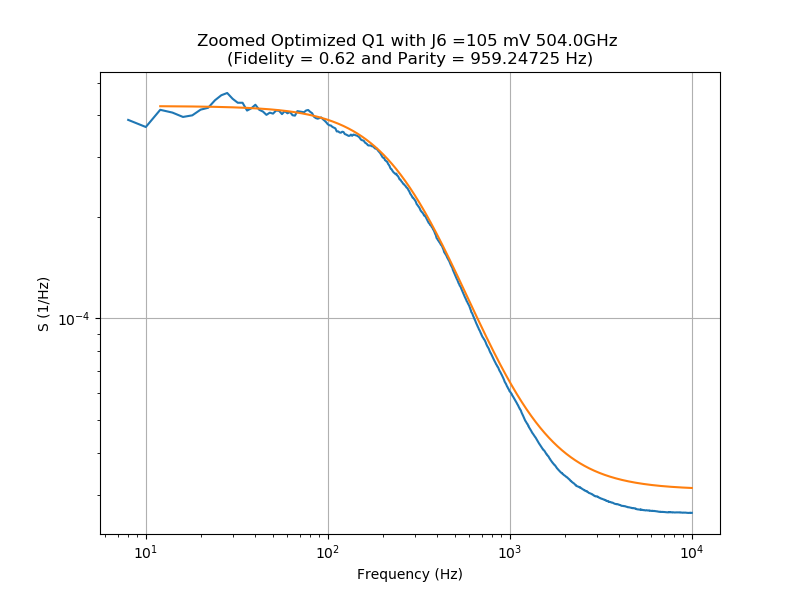 Zoomed Optimized Q1 with J6 =105 mV 504.0GHz
(Fidelity = 0.62 and Parity = 959.24725 Hz)
S (1/Hz)
10⁻⁴
10¹ 10² 10³ 10⁴
Frequency (Hz)